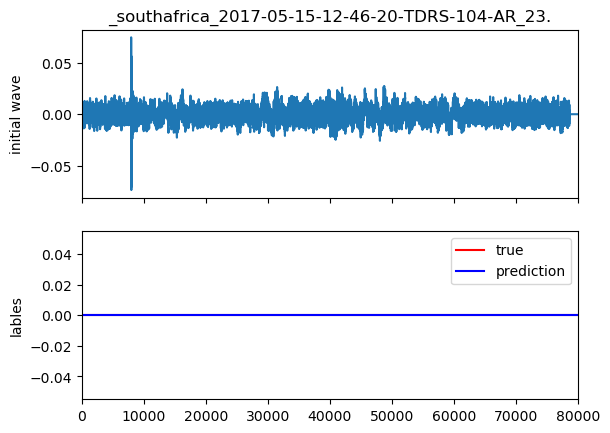 _southafrica_2017-05-15-12-46-20-TDRS-104-AR_23.
initial wave
0.05
0.00
−0.05
lables
true
prediction
0.04
0.02
0.00
−0.02
−0.04
0 10000 20000 30000 40000 50000 60000 70000 80000